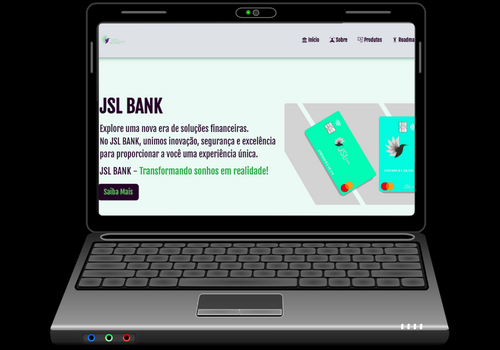 Início Sobre Produtos Roadma
JSL BANK
Explore uma nova era de soluções financeiras.
No JSL BANK, unimos inovação, segurança e excelência
para proporcionar a você uma experiência única.
JSL BANK - Transformando sonhos em realidade!
Saiba Mais
JSL